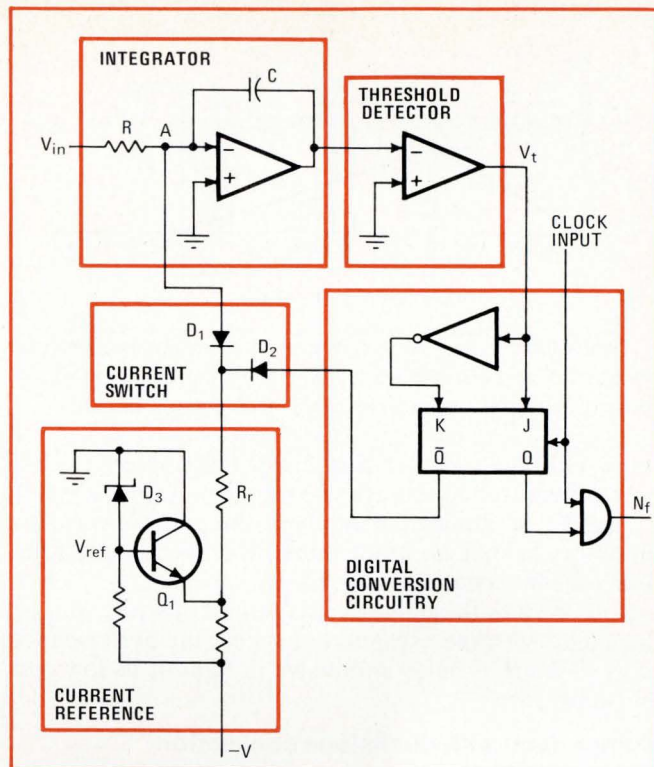 INTEGRATOR
C
R
A
V_in
−
+
THRESHOLD
DETECTOR
−
+
V_t
CLOCK
INPUT
D_1
D_2
CURRENT
SWITCH
K
J
Q̄
Q
N_f
R_r
D_3
V_ref
Q_1
DIGITAL
CONVERSION
CIRCUITRY
CURRENT
REFERENCE
−V